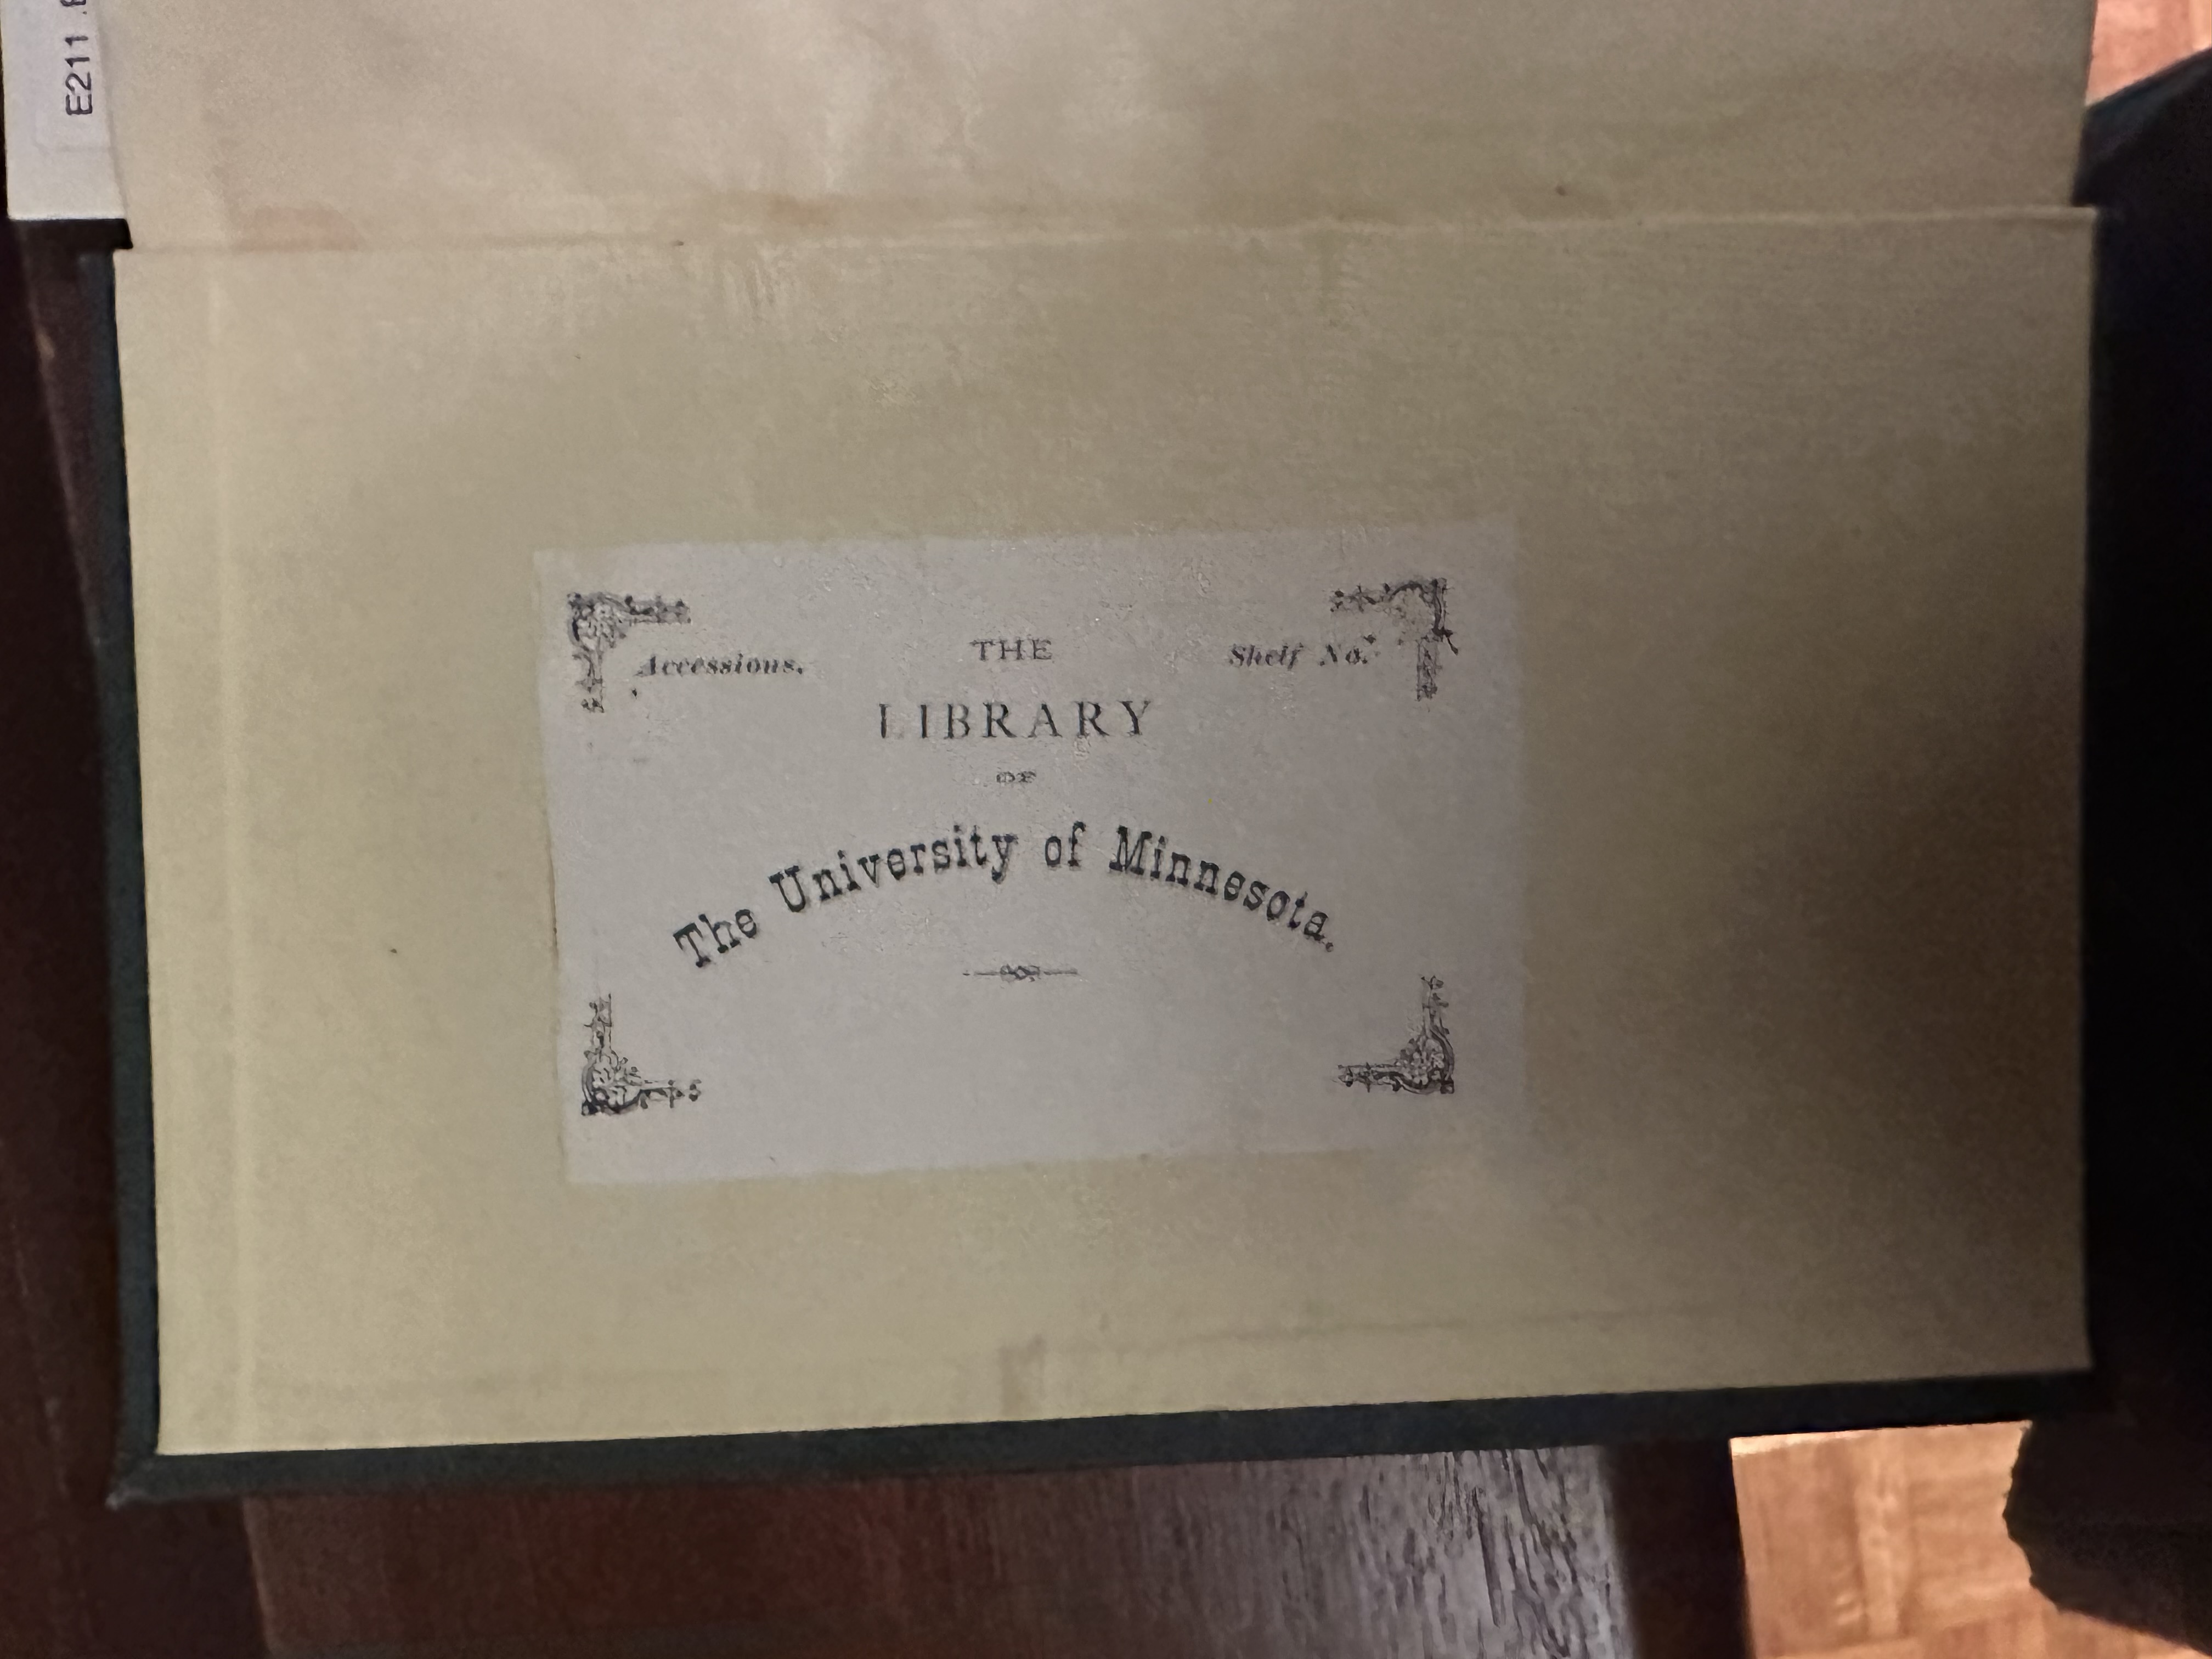 E211
Accessions. THE Shelf No.
LIBRARY
OF
The University of Minnesota.